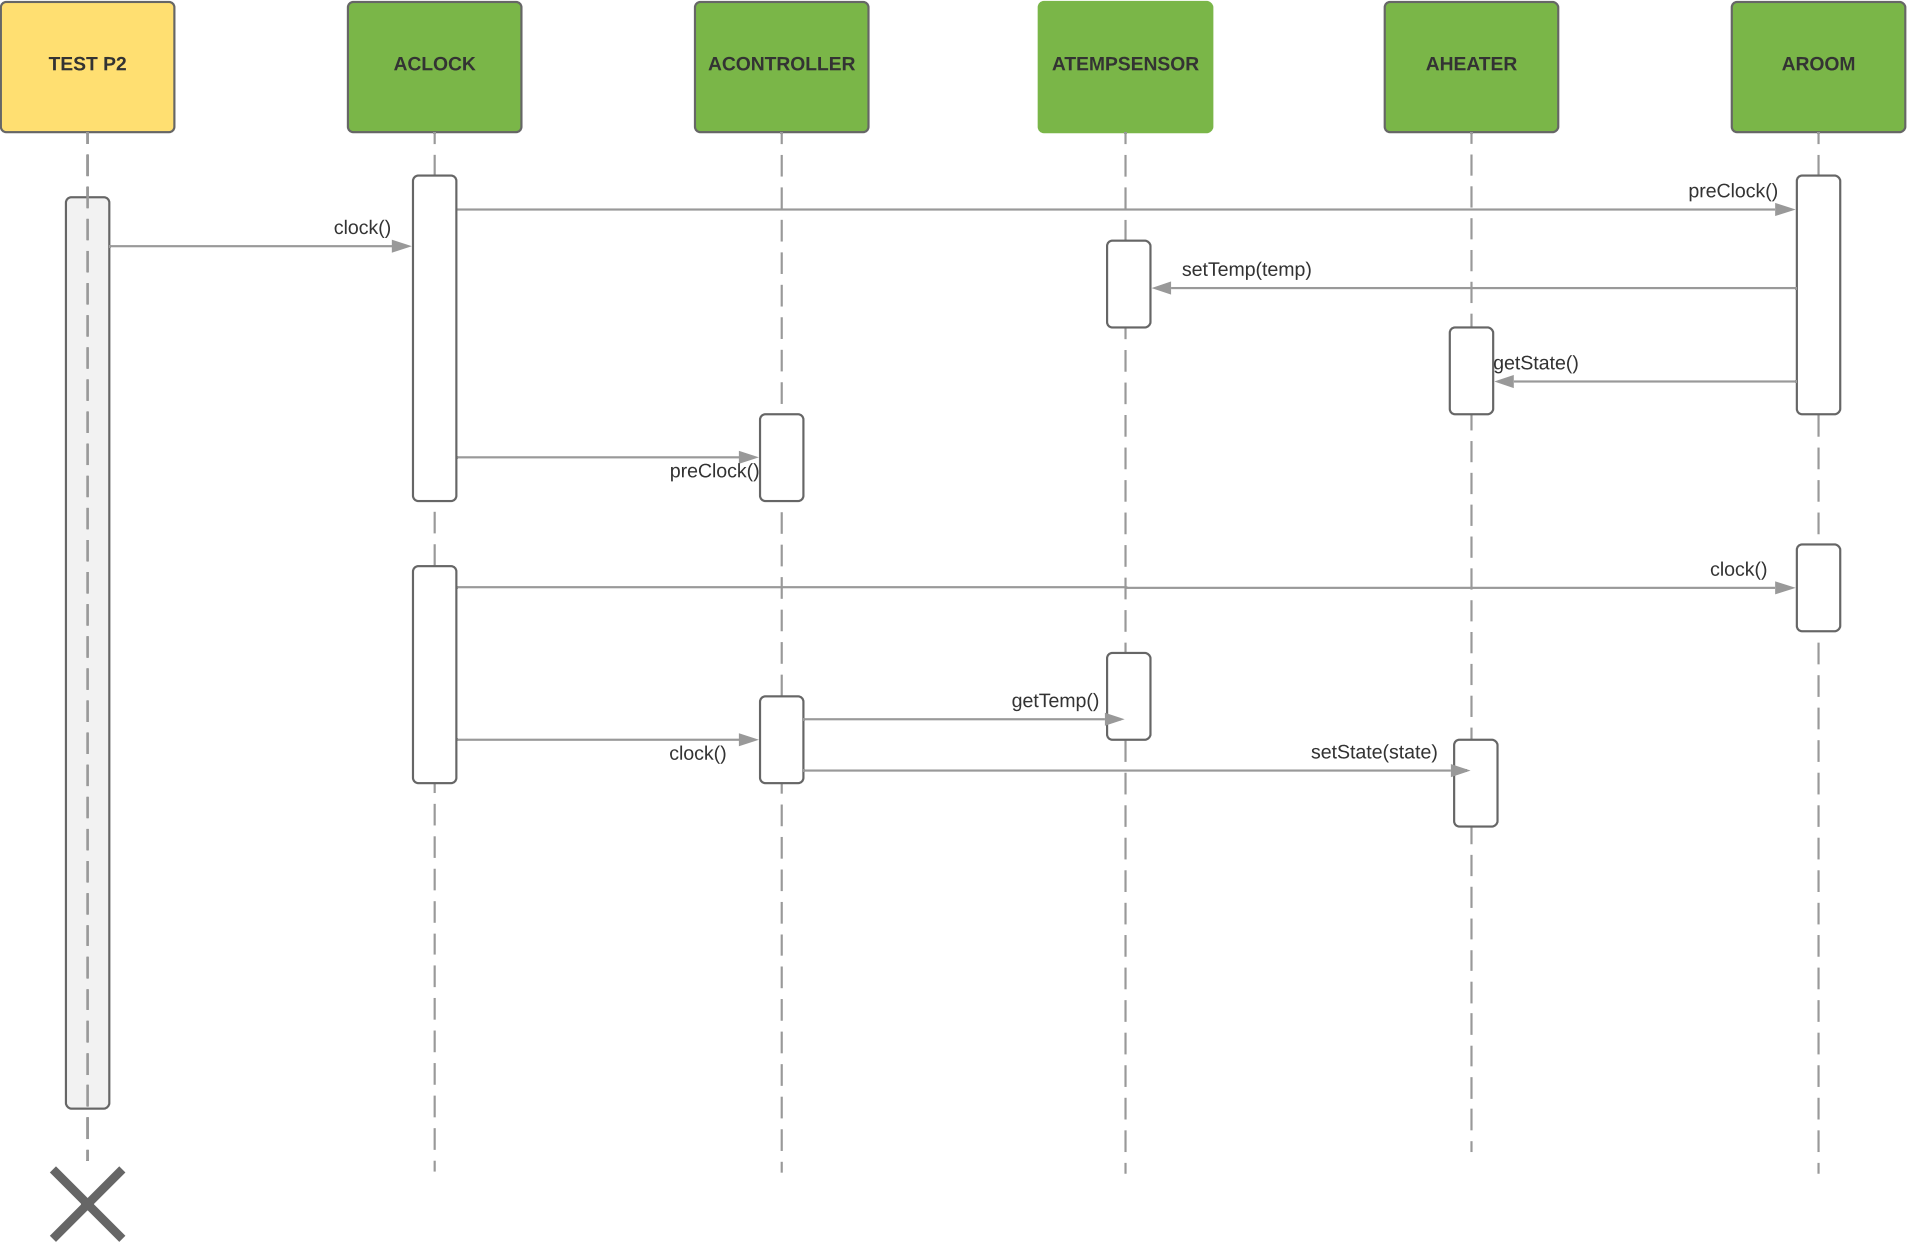 TEST P2
ACLOCK
ACONTROLLER
ATEMPSENSOR
AHEATER
AROOM
preClock()
clock()
setTemp(temp)
getState()
preClock()
clock()
getTemp()
clock()
setState(state)